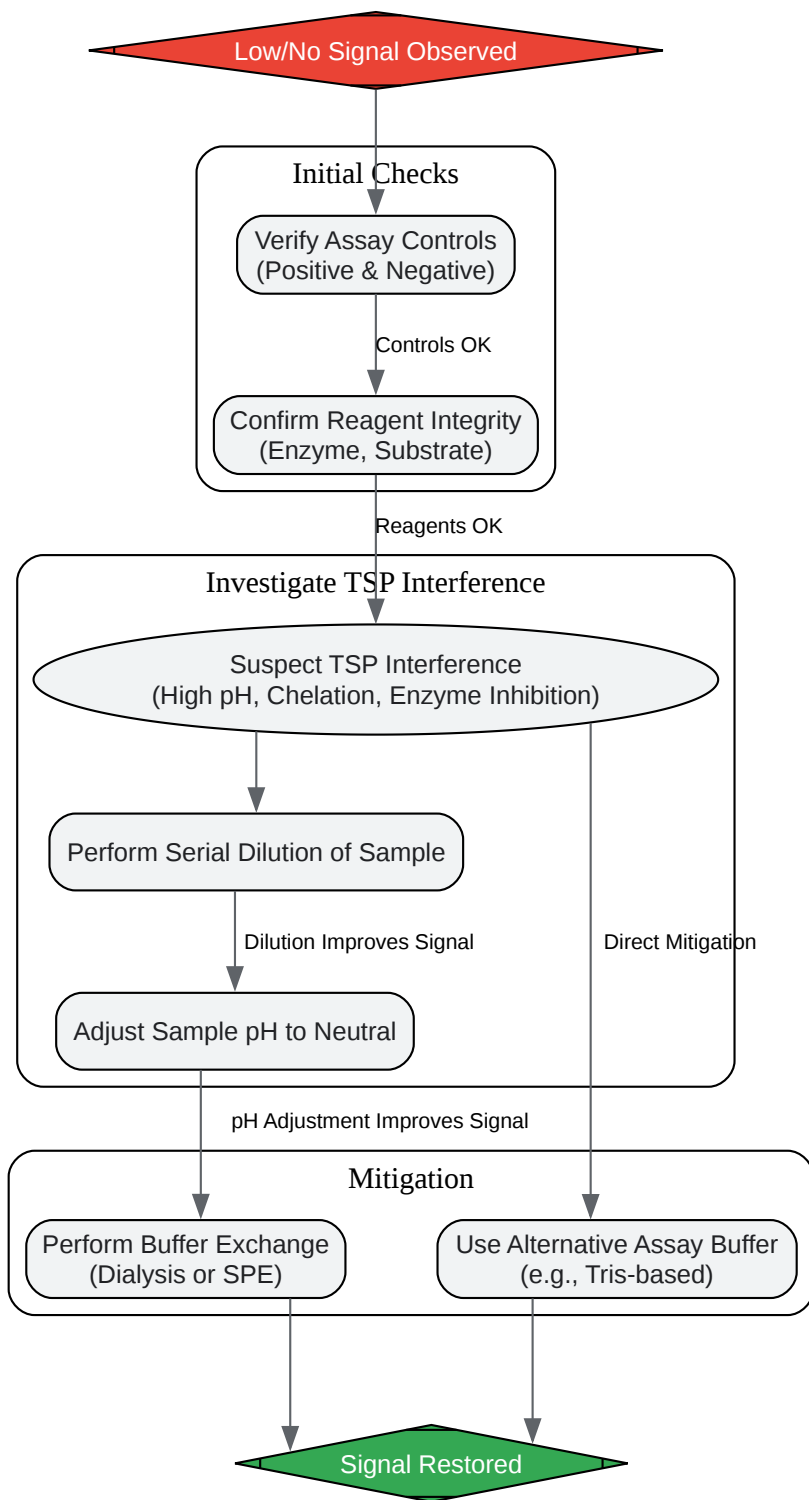 Low/No Signal Observed
Initial Checks
Verify Assay Controls
(Positive & Negative)
Controls OK
Confirm Reagent Integrity
(Enzyme, Substrate)
Reagents OK
Investigate TSP Interference
Suspect TSP Interference
(High pH, Chelation, Enzyme Inhibition)
Perform Serial Dilution of Sample
Dilution Improves Signal
Direct Mitigation
Adjust Sample pH to Neutral
pH Adjustment Improves Signal
Mitigation
Perform Buffer Exchange
(Dialysis or SPE)
Use Alternative Assay Buffer
(e.g., Tris-based)
Signal Restored